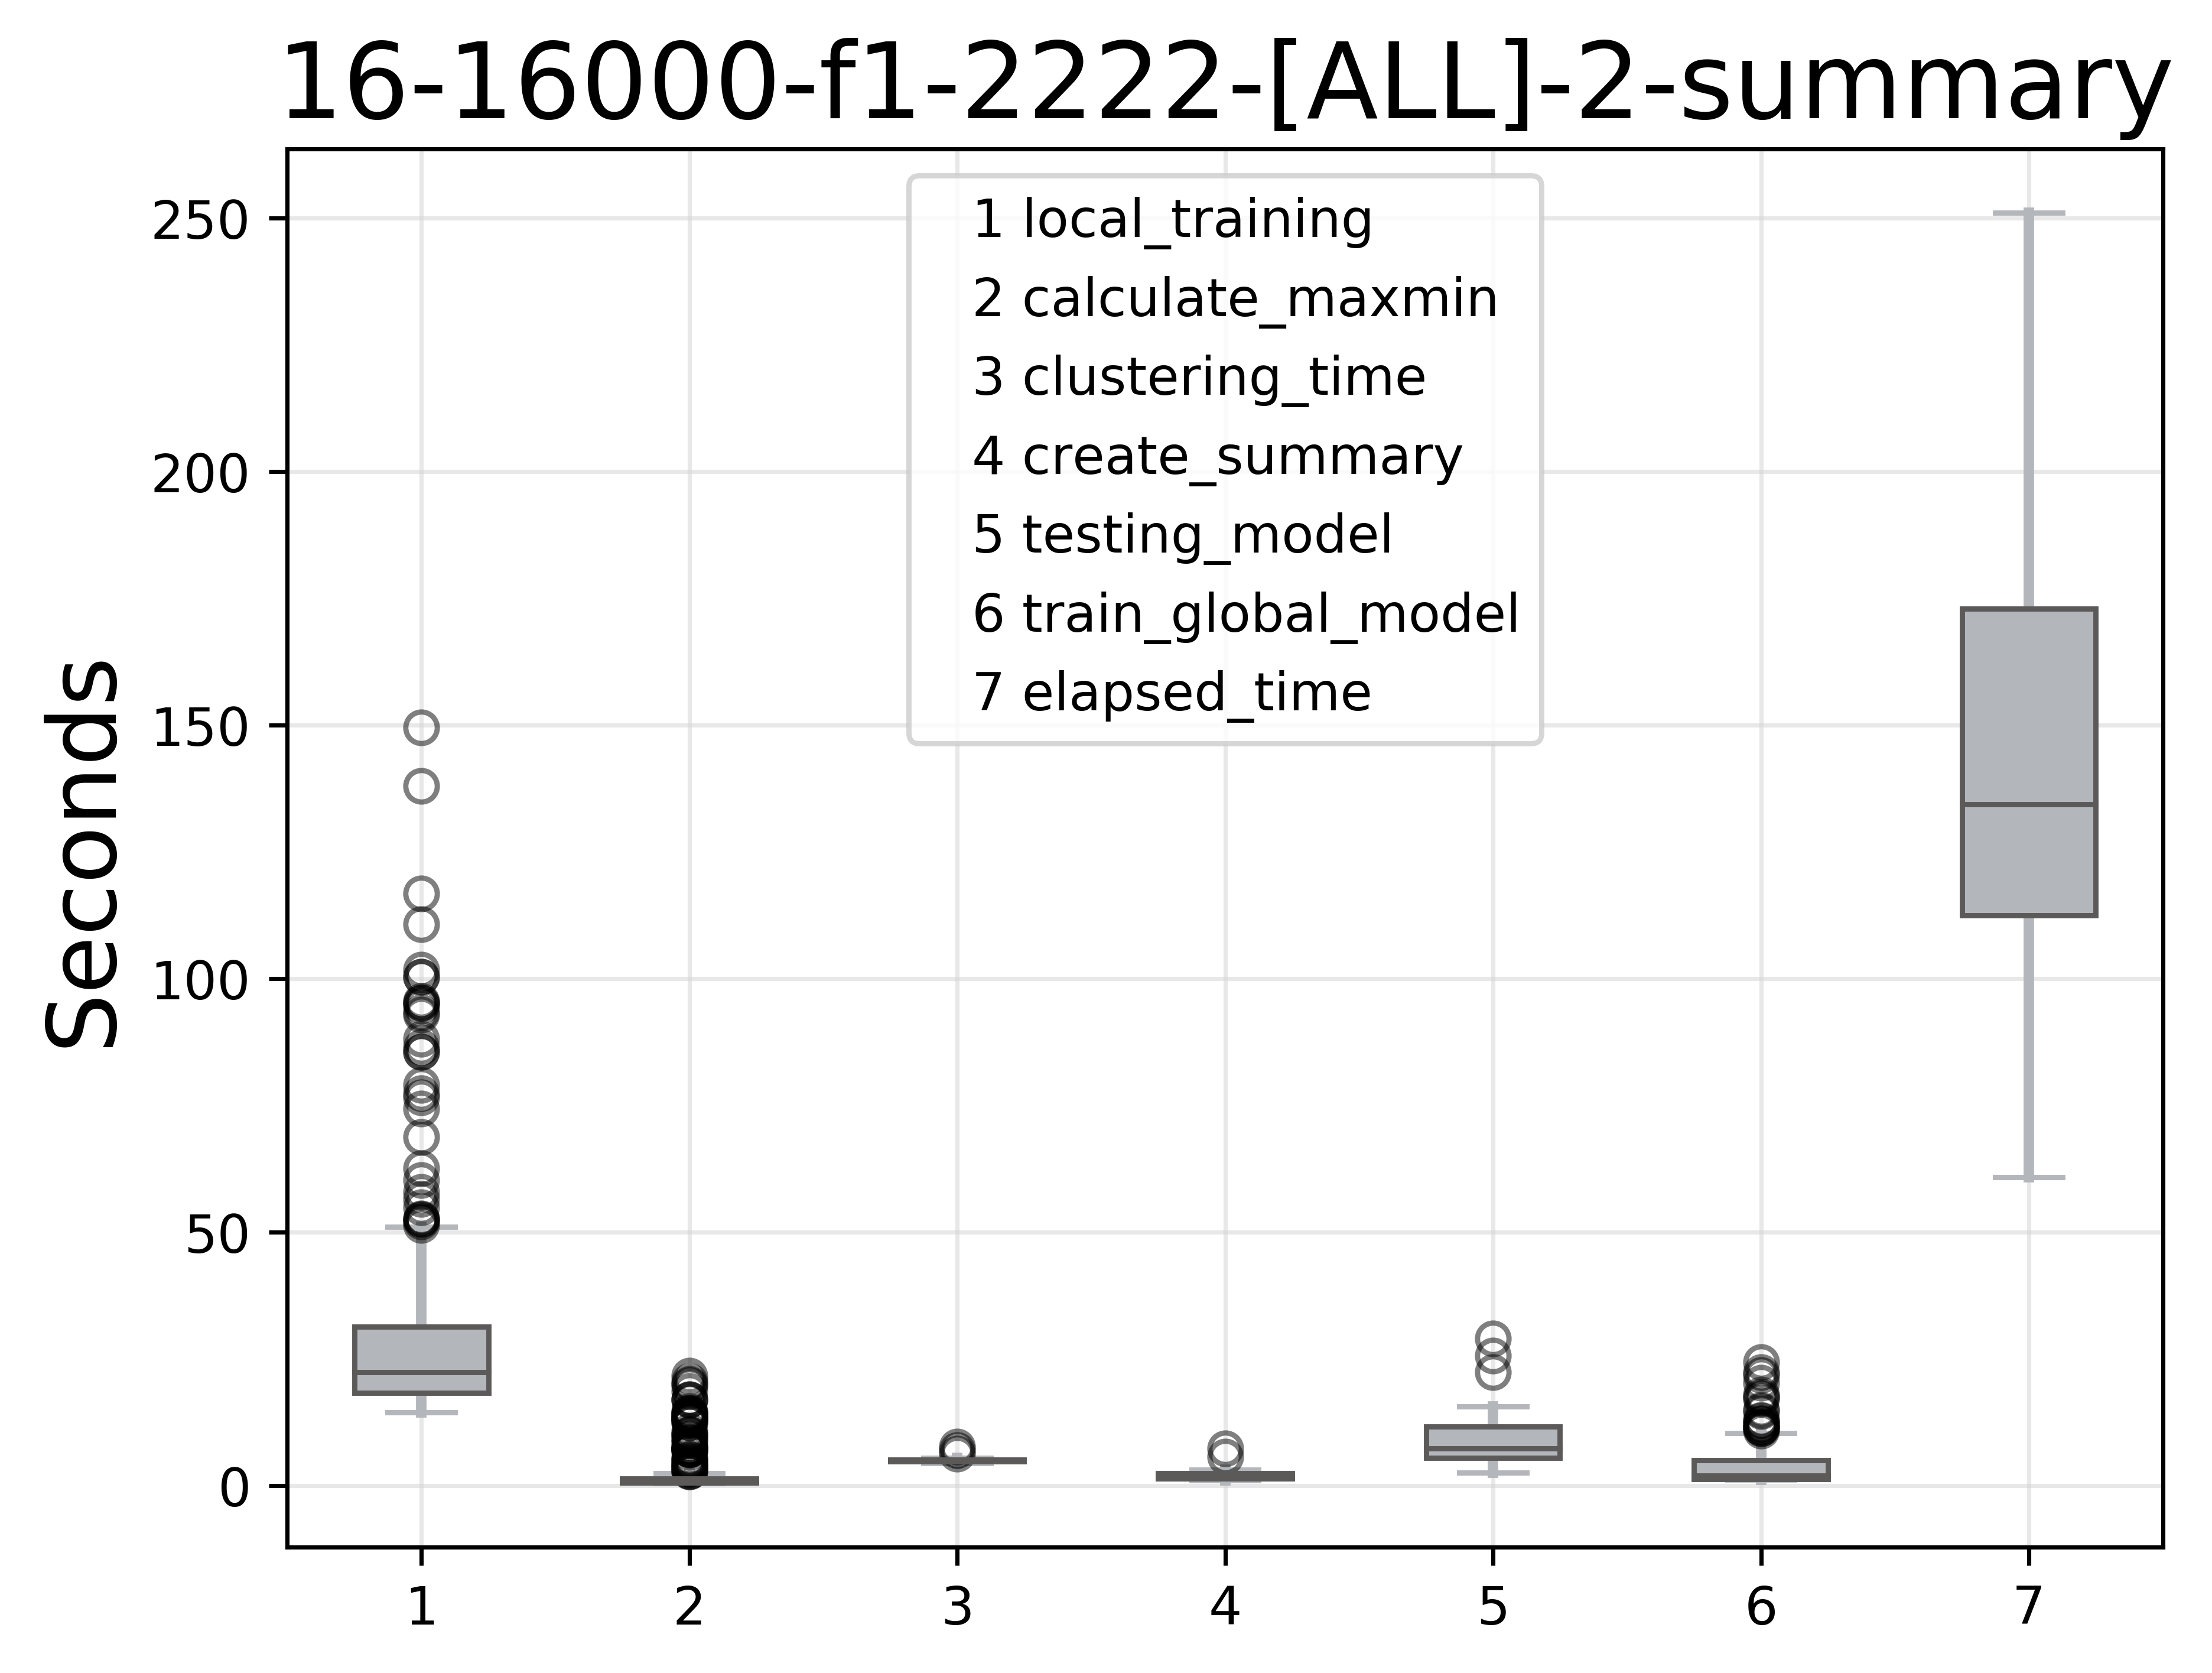 16-16000-f1-2222-[ALL]-2-summary
Seconds
250
200
150
100
50
0
1 local_training
2 calculate_maxmin
3 clustering_time
4 create_summary
5 testing_model
6 train_global_model
7 elapsed_time
1 2 3 4 5 6 7